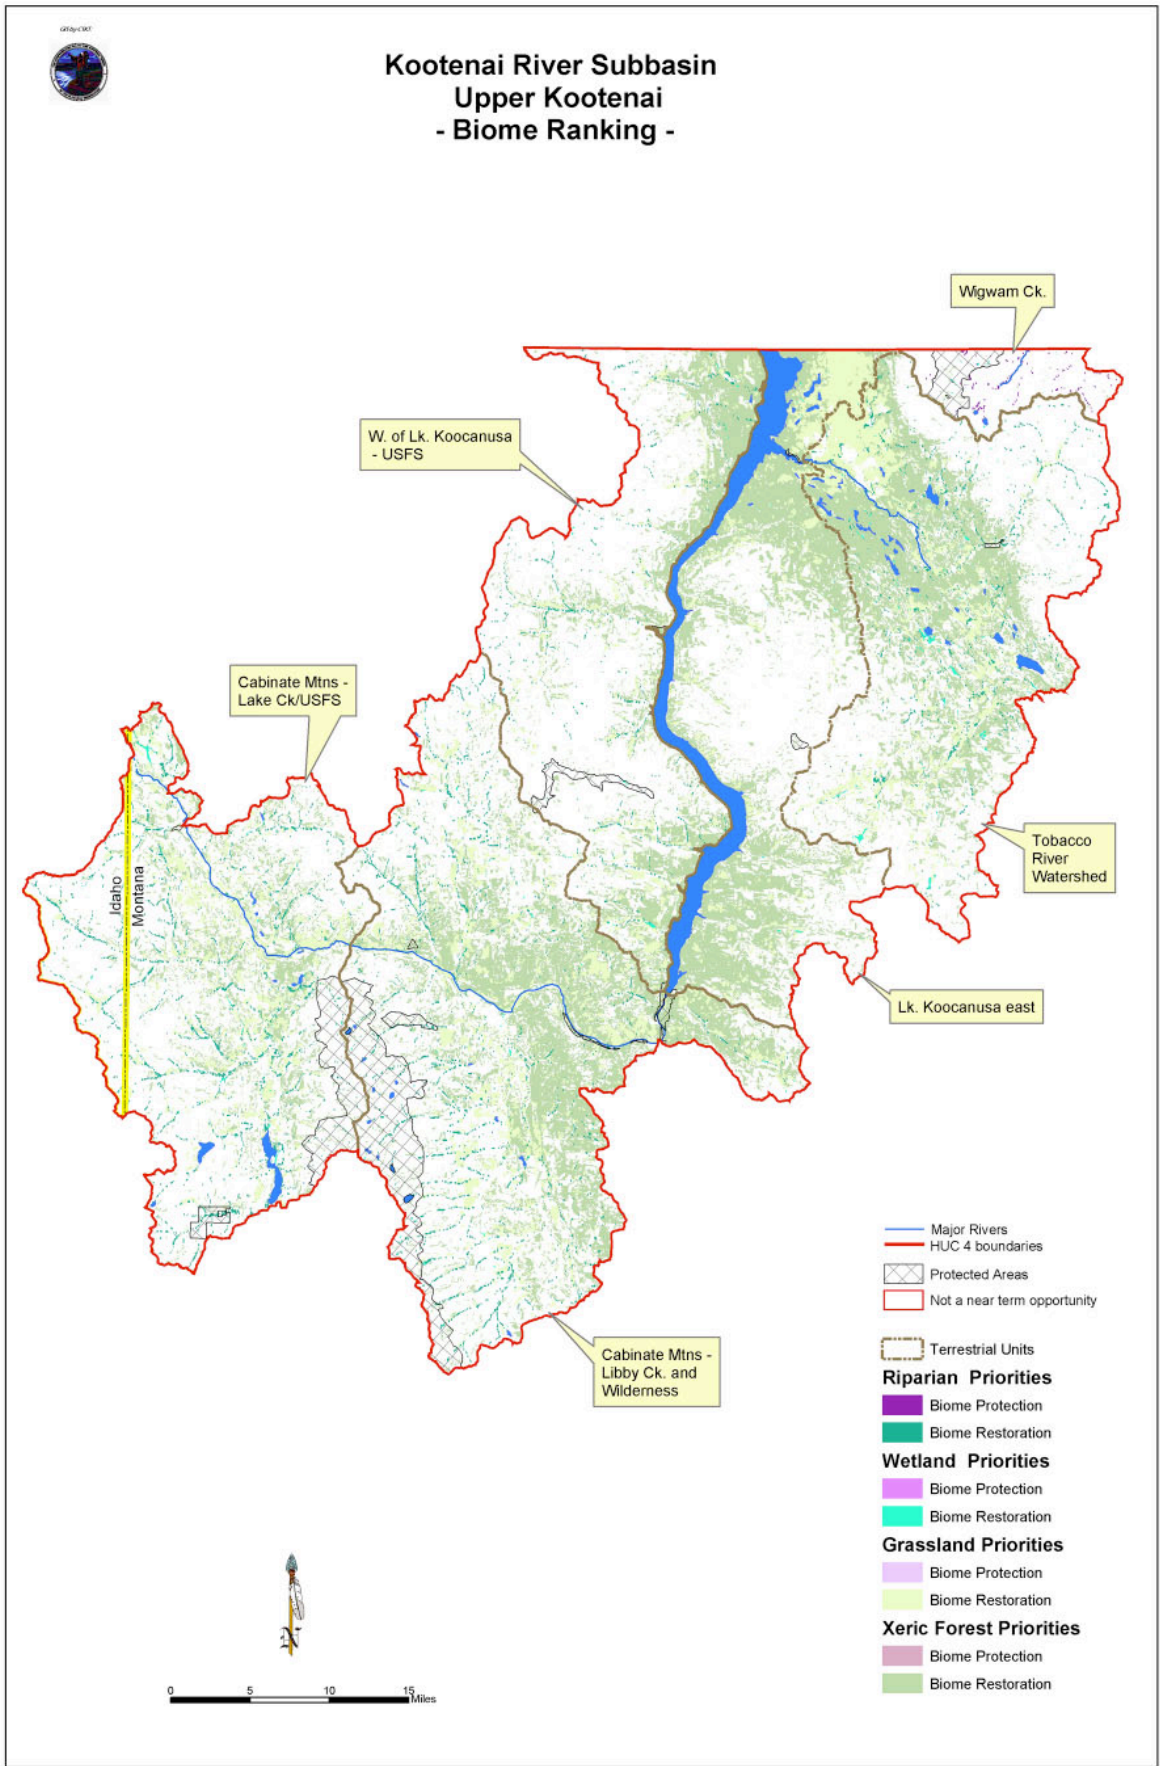 GIS by CSKT
Kootenai River Subbasin
Upper Kootenai
- Biome Ranking -
Wigwam Ck.
W. of Lk. Koocanusa
- USFS
Cabinate Mtns -
Lake Ck/USFS
Idaho
Montana
Tobacco
River
Watershed
Lk. Koocanusa east
Cabinate Mtns -
Libby Ck. and
Wilderness
Major Rivers
HUC 4 boundaries
Protected Areas
Not a near term opportunity
Terrestrial Units
Riparian Priorities
Biome Protection
Biome Restoration
Wetland Priorities
Biome Protection
Biome Restoration
Grassland Priorities
Biome Protection
Biome Restoration
Xeric Forest Priorities
Biome Protection
Biome Restoration
N
0 5 10 15
Miles